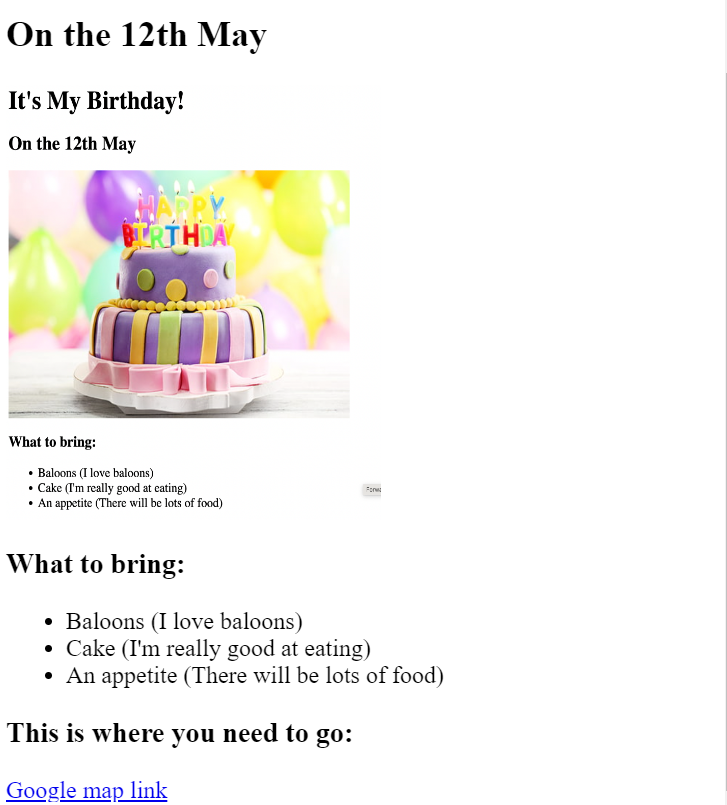 On the 12th May
It's My Birthday!
On the 12th May
HAPPY
BIRTHDAY
What to bring:
• Baloons (I love baloons)
• Cake (I'm really good at eating)
• An appetite (There will be lots of food)
What to bring:
• Baloons (I love baloons)
• Cake (I'm really good at eating)
• An appetite (There will be lots of food)
This is where you need to go:
Google map link